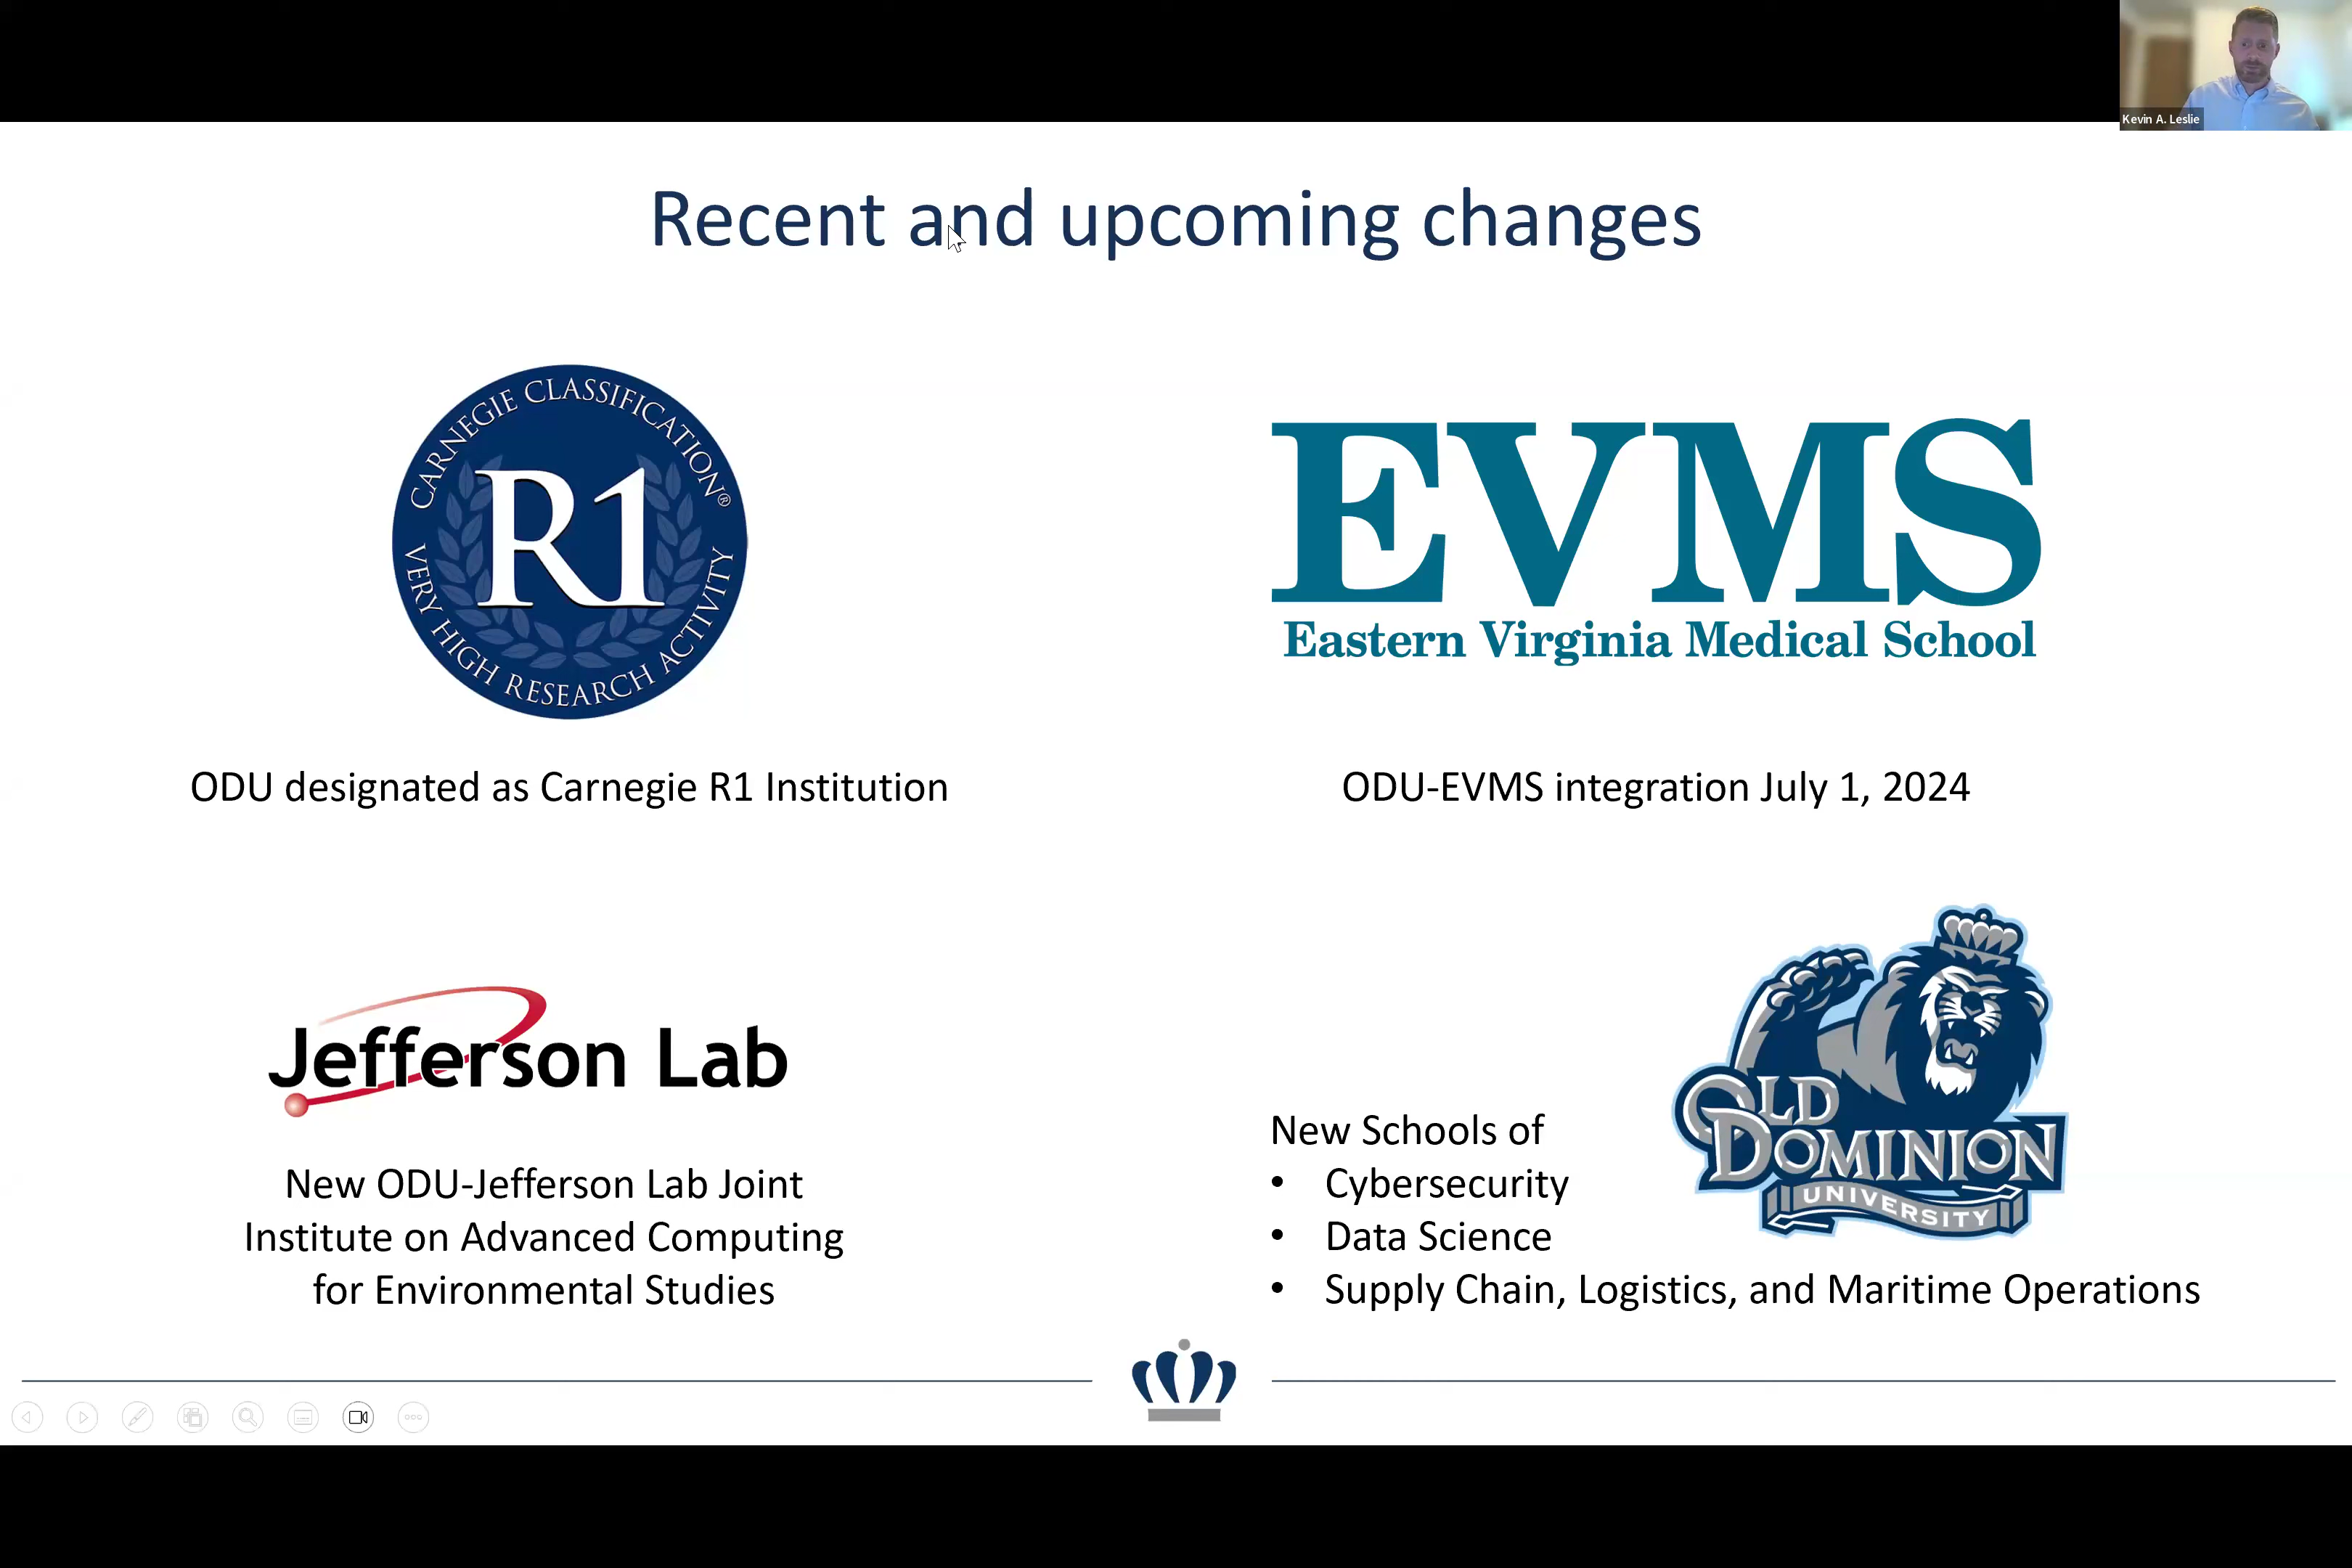 Kevin A. Leslie
Recent and upcoming changes
CARNEGIE CLASSIFICATION®
R1
VERY HIGH RESEARCH ACTIVITY
ODU designated as Carnegie R1 Institution
EVMS
Eastern Virginia Medical School
ODU-EVMS integration July 1, 2024
Jefferson Lab
New ODU-Jefferson Lab Joint
Institute on Advanced Computing
for Environmental Studies
OLD
DOMINION
UNIVERSITY
New Schools of
• Cybersecurity
• Data Science
• Supply Chain, Logistics, and Maritime Operations